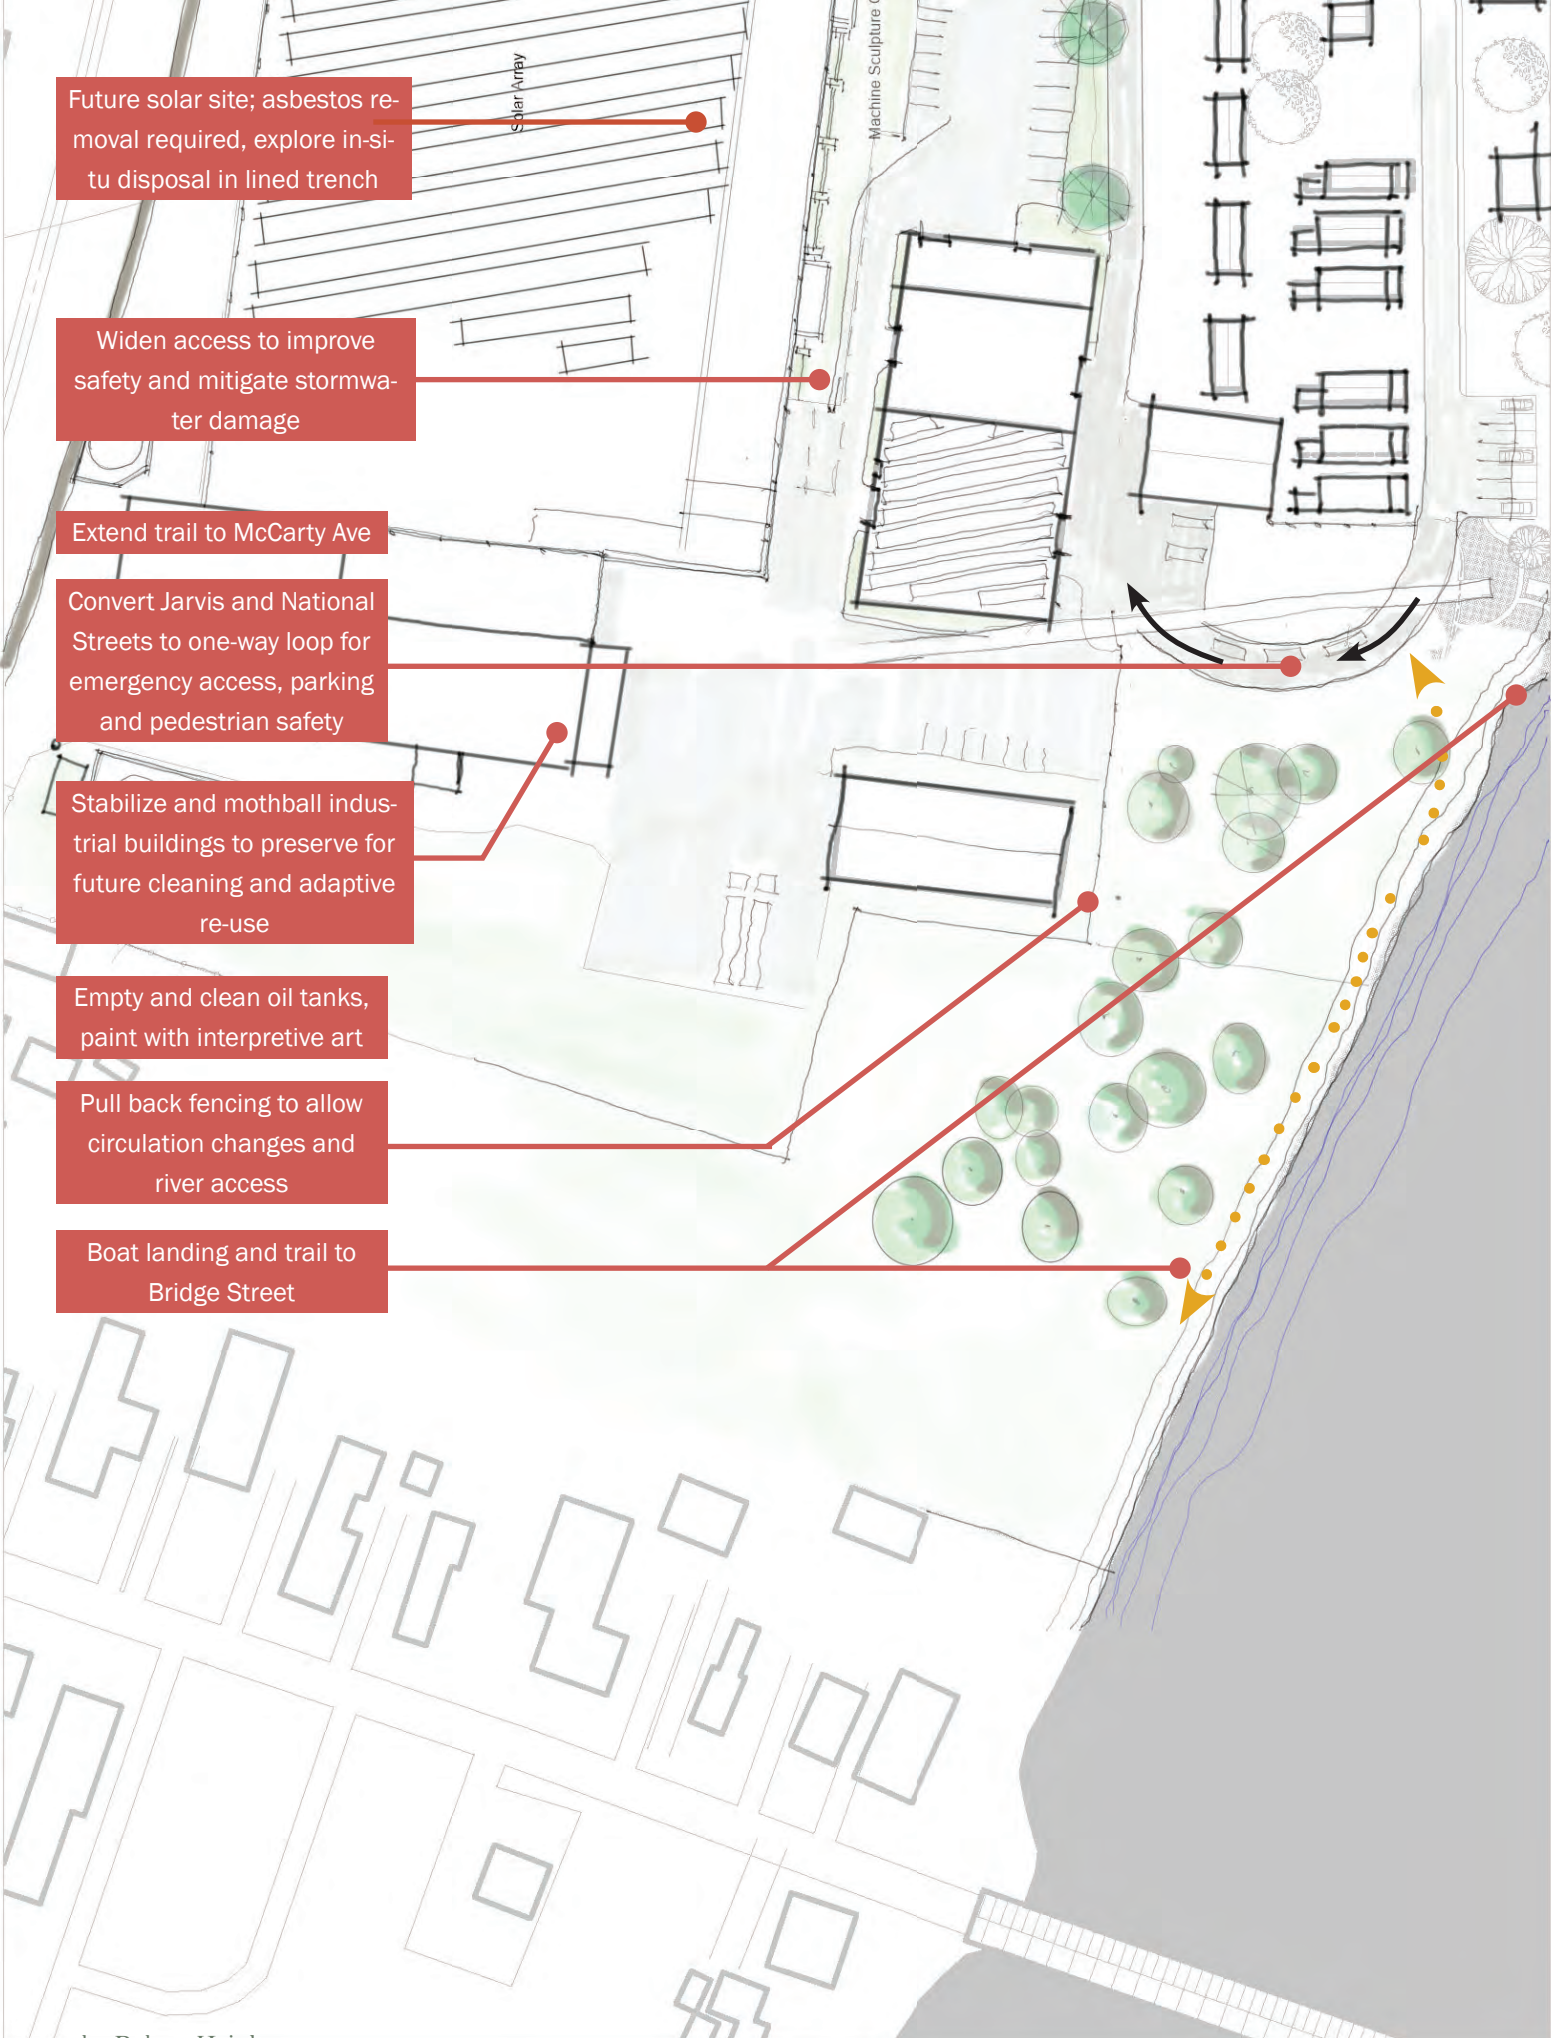 Future solar site; asbestos re-
moval required, explore in-si-
tu disposal in lined trench
Solar Array
Machine Sculpture
Widen access to improve
safety and mitigate stormwa-
ter damage
Extend trail to McCarty Ave
Convert Jarvis and National
Streets to one-way loop for
emergency access, parking
and pedestrian safety
Stabilize and mothball indus-
trial buildings to preserve for
future cleaning and adaptive
re-use
Empty and clean oil tanks,
paint with interpretive art
Pull back fencing to allow
circulation changes and
river access
Boat landing and trail to
Bridge Street